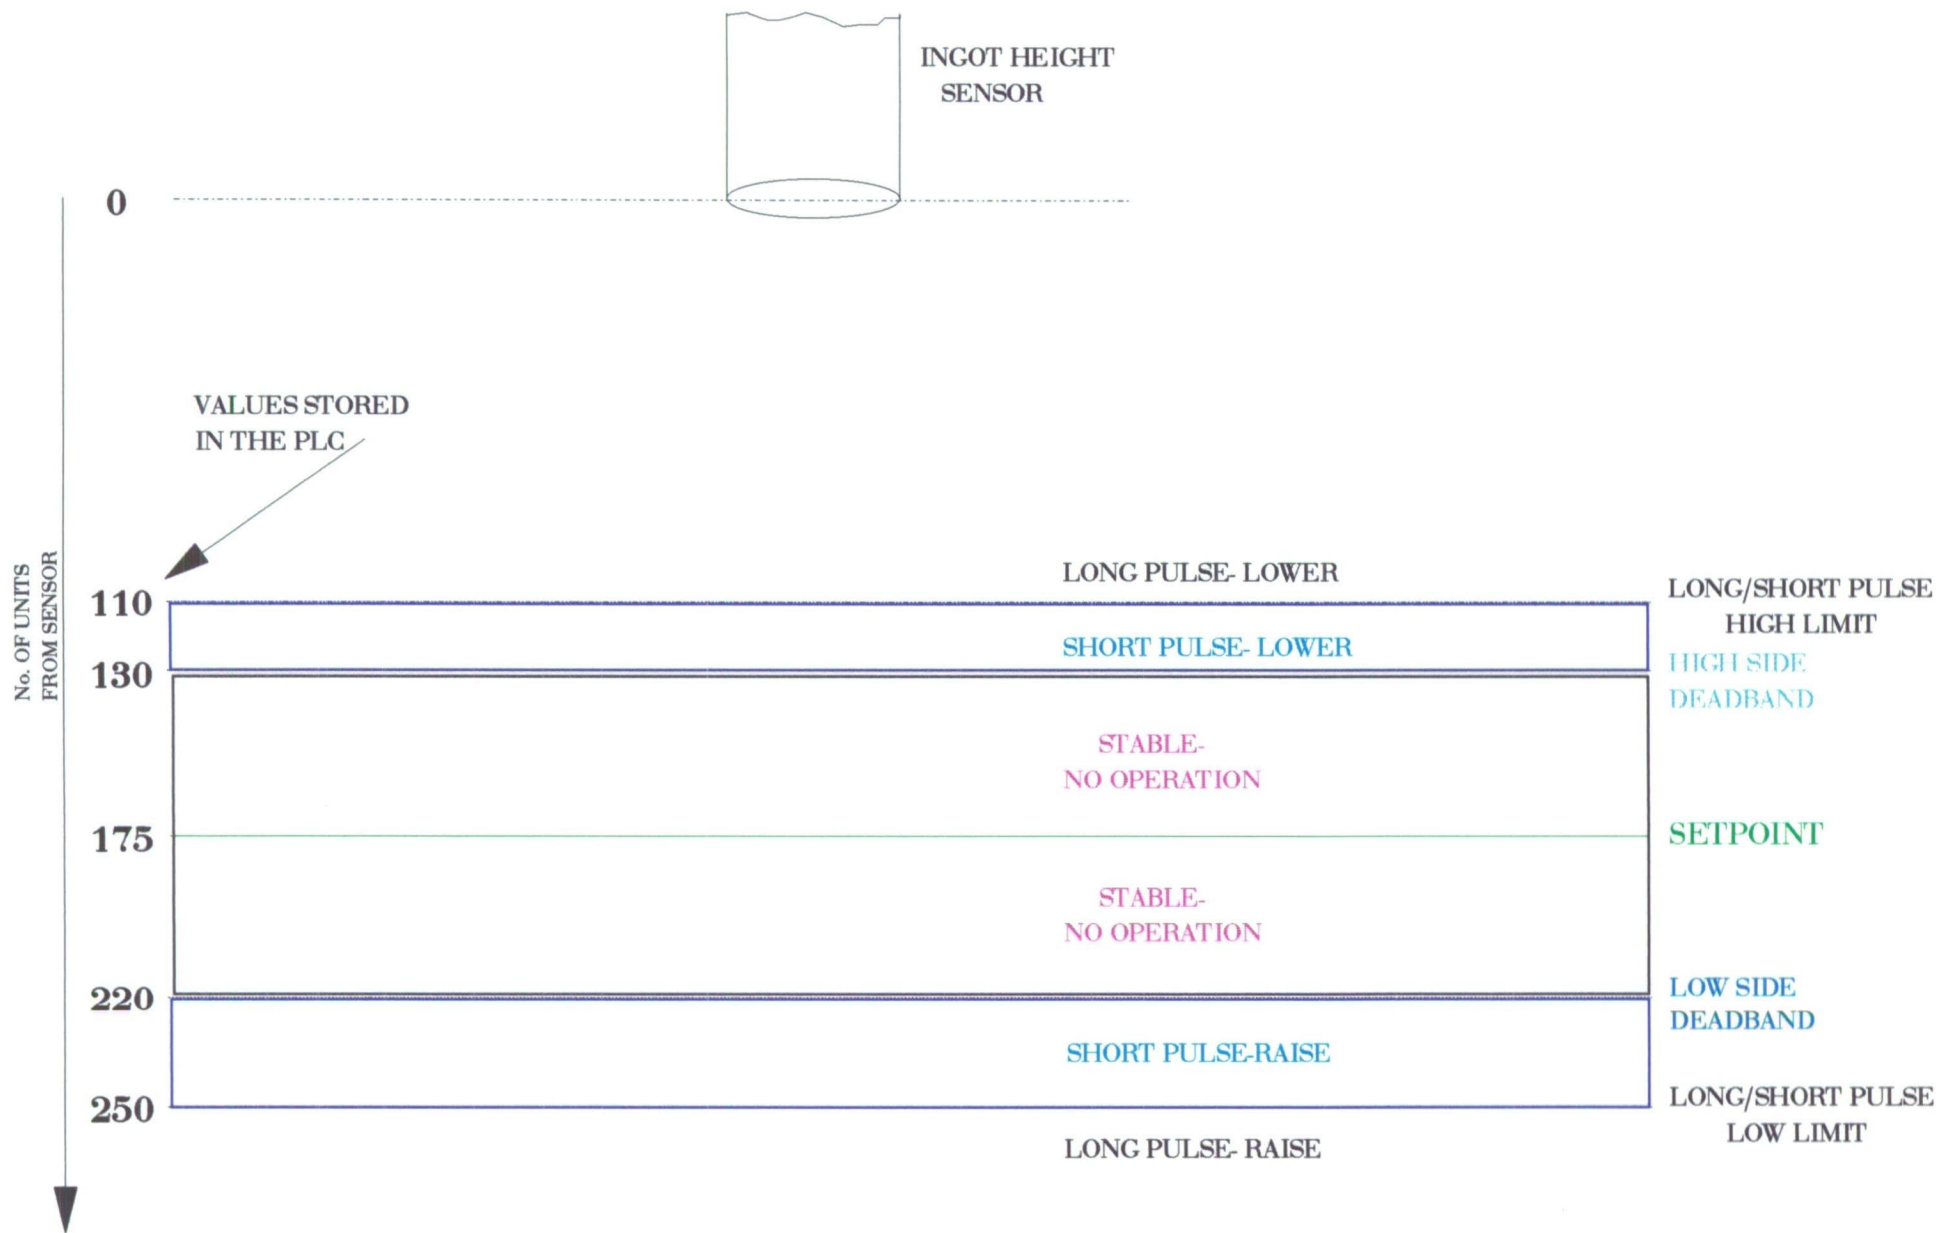 INGOT HEIGHT
SENSOR
0
VALUES STORED
IN THE PLC
No. OF UNITS
FROM SENSOR
LONG PULSE- LOWER
110
LONG/SHORT PULSE
HIGH LIMIT
SHORT PULSE- LOWER
130
HIGH SIDE
DEADBAND
STABLE-
NO OPERATION
175
SETPOINT
STABLE-
NO OPERATION
220
LOW SIDE
DEADBAND
SHORT PULSE-RAISE
250
LONG/SHORT PULSE
LOW LIMIT
LONG PULSE- RAISE